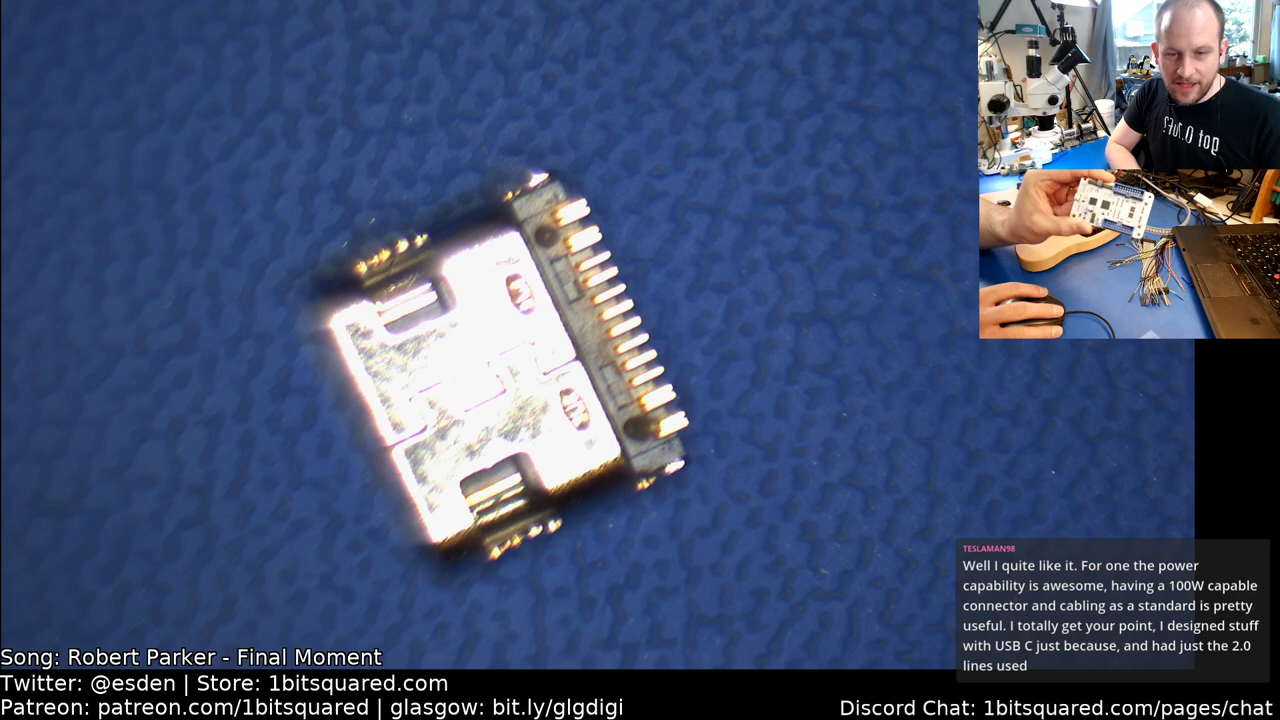 TESLAMAN98
Well I quite like it. For one the power
capability is awesome, having a 100W capable
connector and cabling as a standard is pretty
useful. I totally get your point, I designed stuff
with USB C just because, and had just the 2.0
lines used
Song: Robert Parker - Final Moment
Twitter: @esden | Store: 1bitsquared.com
Patreon: patreon.com/1bitsquared | glasgow: bit.ly/glgdigi
Discord Chat: 1bitsquared.com/pages/chat